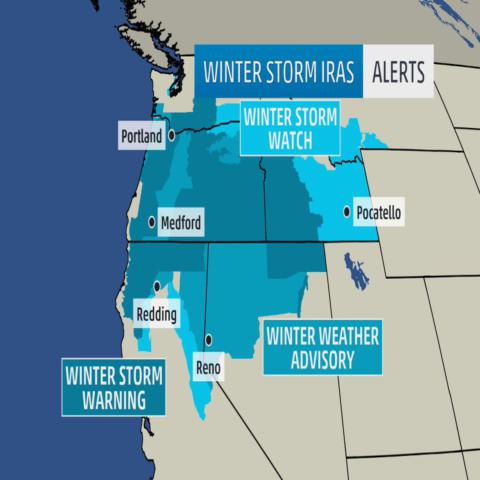 WINTER STORM IRAS ALERTS
WINTER STORM
WATCH
Portland
Pocatello
Medford
Redding
WINTER WEATHER
ADVISORY
Reno
WINTER STORM
WARNING